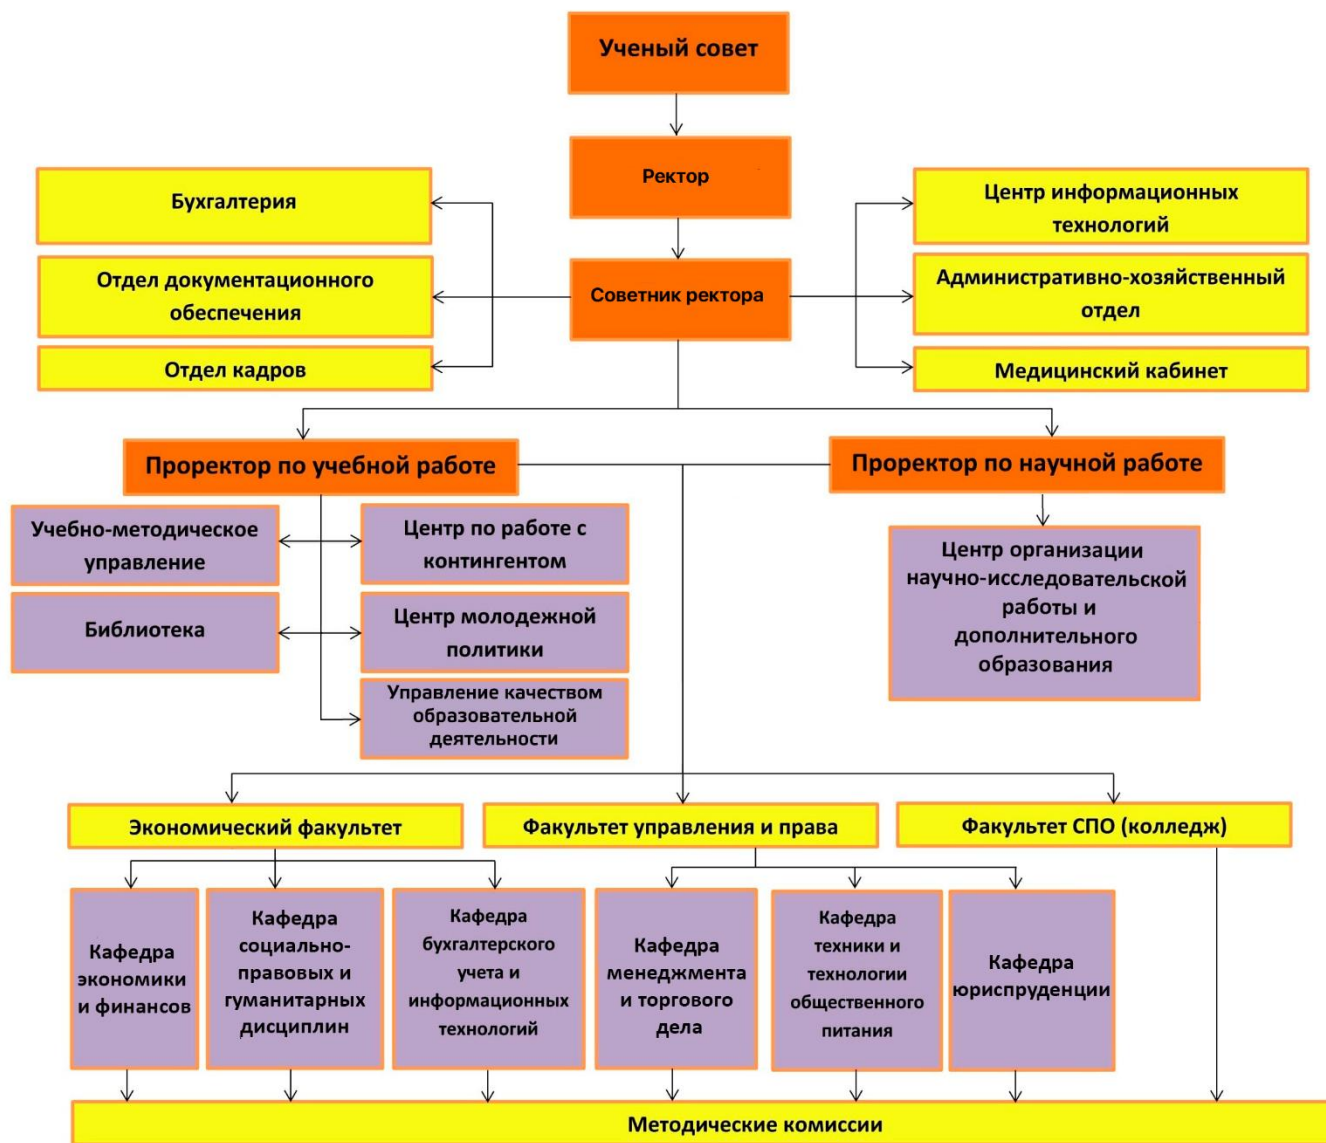 Ученый совет
Ректор
Бухгалтерия
Центр информационных
технологий
Отдел документационного
обеспечения
Советник ректора
Административно-хозяйственный
отдел
Отдел кадров
Медицинский кабинет
Проректор по учебной работе
Проректор по научной работе
Учебно-методическое
управление
Центр по работе с
контингентом
Библиотека
Центр молодежной
политики
Управление качеством
образовательной
деятельности
Центр организации
научно-исследовательской
работы и
дополнительного
образования
Экономический факультет
Факультет управления и права
Факультет СПО (колледж)
Кафедра
экономики
и финансов
Кафедра
социально-
правовых и
гуманитарных
дисциплин
Кафедра
бухгалтерского
учета и
информационных
технологий
Кафедра
менеджмента
и торгового
дела
Кафедра
техники и
технологии
общественного
питания
Кафедра
юриспруденции
Методические комиссии